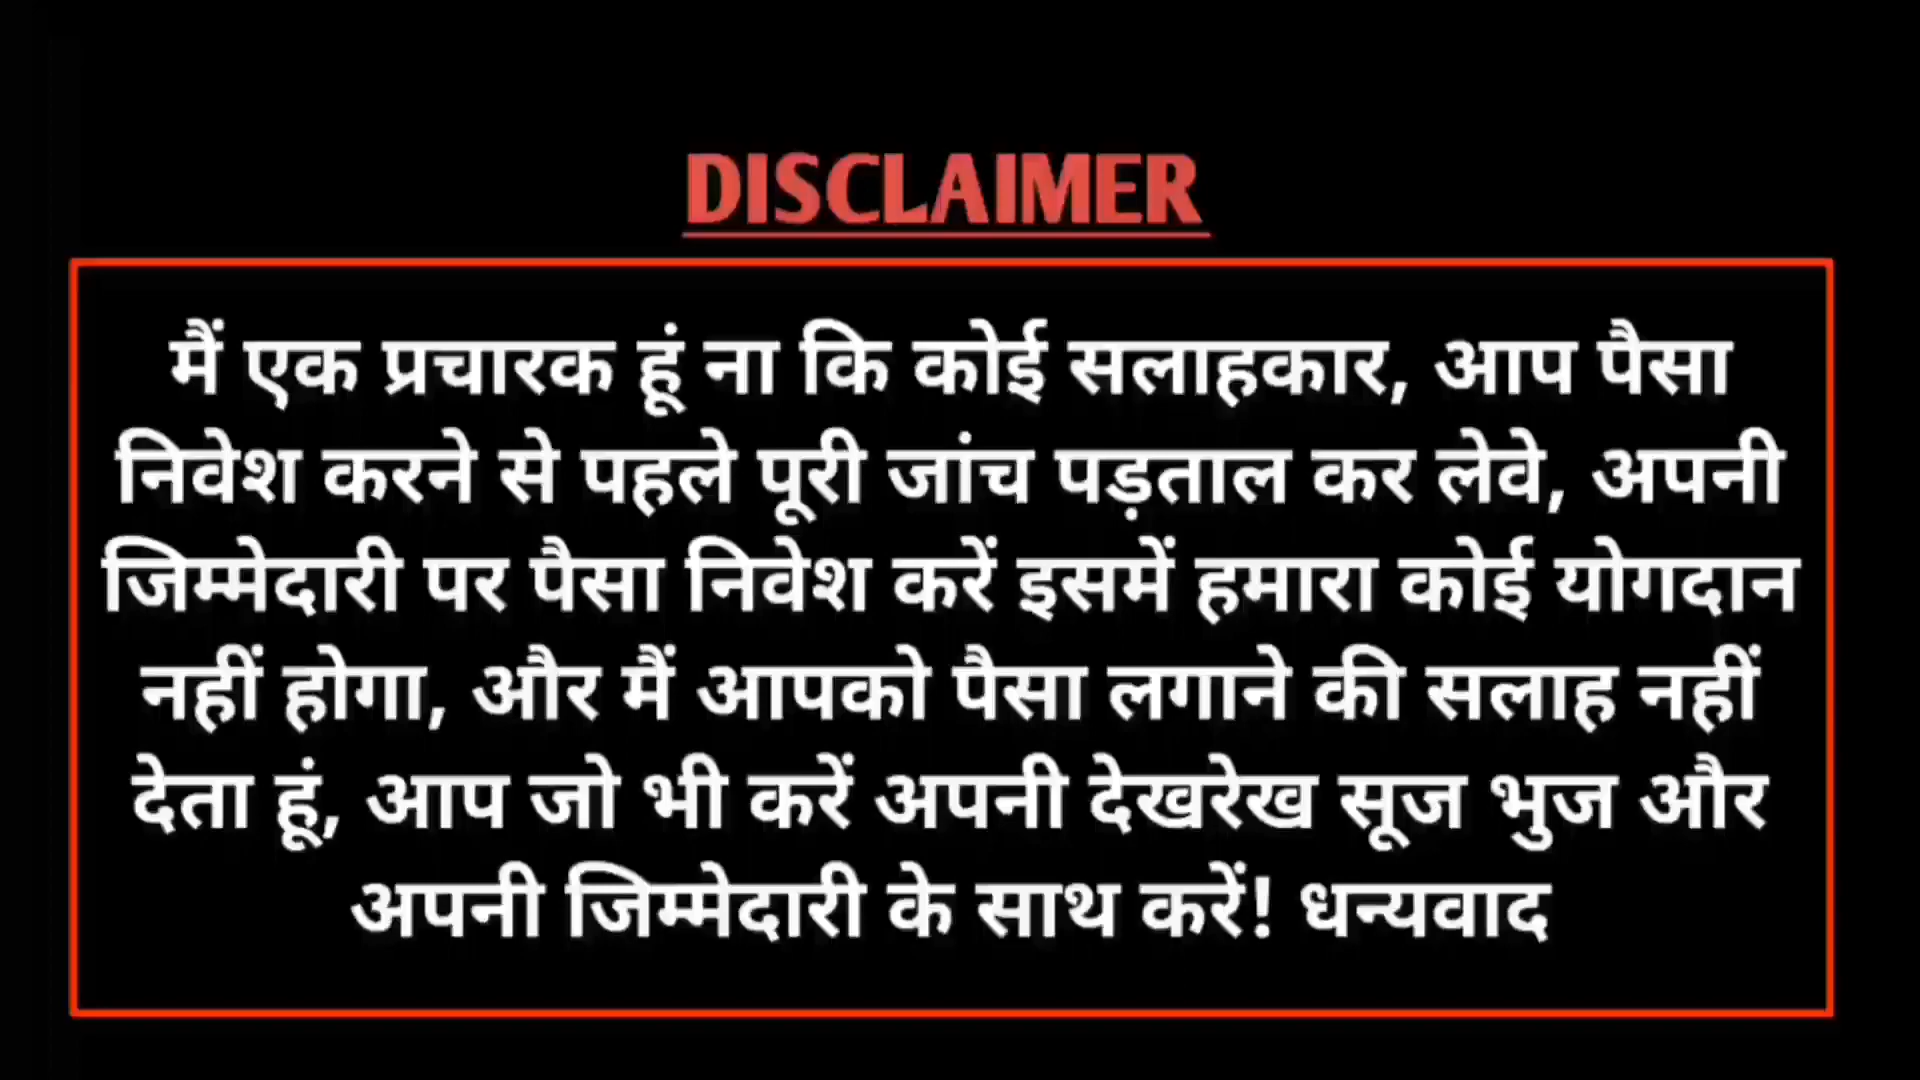 DISCLAIMER
मैं एक प्रचारक हूं ना कि कोई सलाहकार, आप पैसा
निवेश करने से पहले पूरी जांच पड़ताल कर लेवे, अपनी
जिम्मेदारी पर पैसा निवेश करें इसमें हमारा कोई योगदान
नहीं होगा, और मैं आपको पैसा लगाने की सलाह नहीं
देता हूं, आप जो भी करें अपनी देखरेख सूज भुज और
अपनी जिम्मेदारी के साथ करें! धन्यवाद